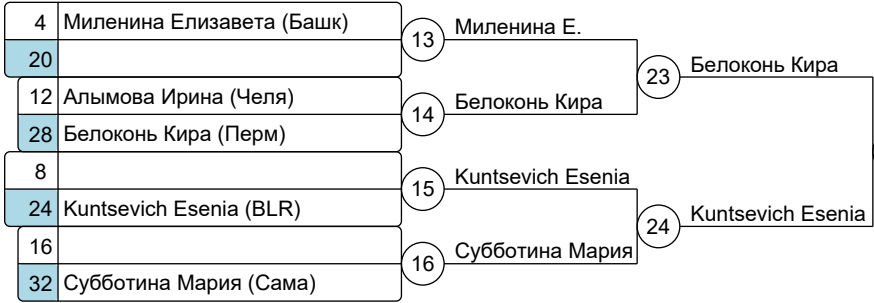 4 Миленина Елизавета (Башк)
20
13 Миленина Е.
12 Алымова Ирина (Челя)
28 Белоконь Кира (Перм)
14 Белоконь Кира
23 Белоконь Кира
8
24 Kuntsevich Esenia (BLR)
15 Kuntsevich Esenia
16
32 Субботина Мария (Сама)
16 Субботина Мария
24 Kuntsevich Esenia